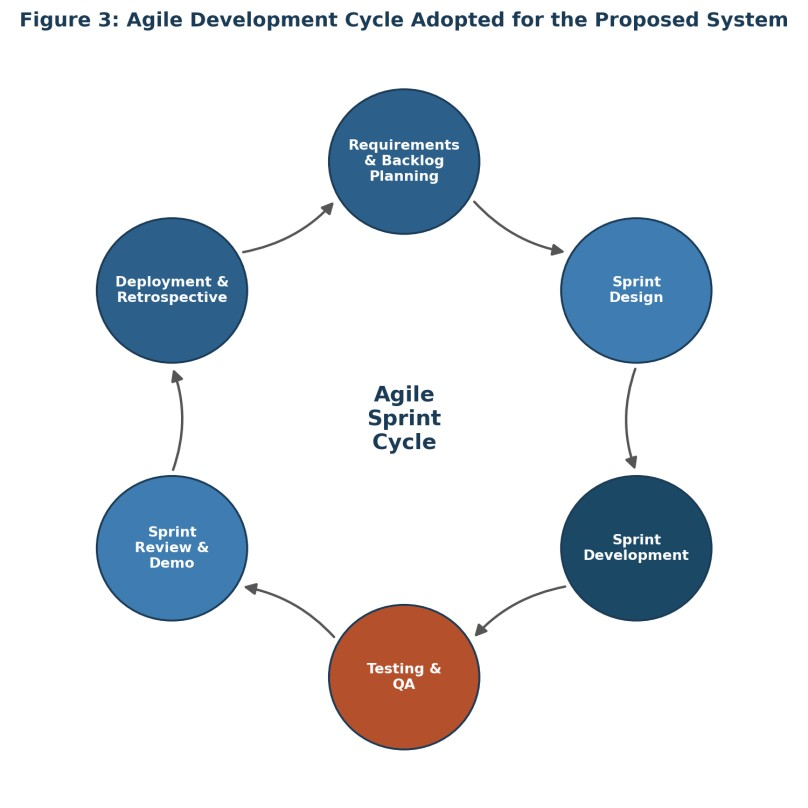 Figure 3: Agile Development Cycle Adopted for the Proposed System
Requirements
& Backlog
Planning
Sprint
Design
Sprint
Development
Testing &
QA
Sprint
Review &
Demo
Deployment &
Retrospective
Agile
Sprint
Cycle